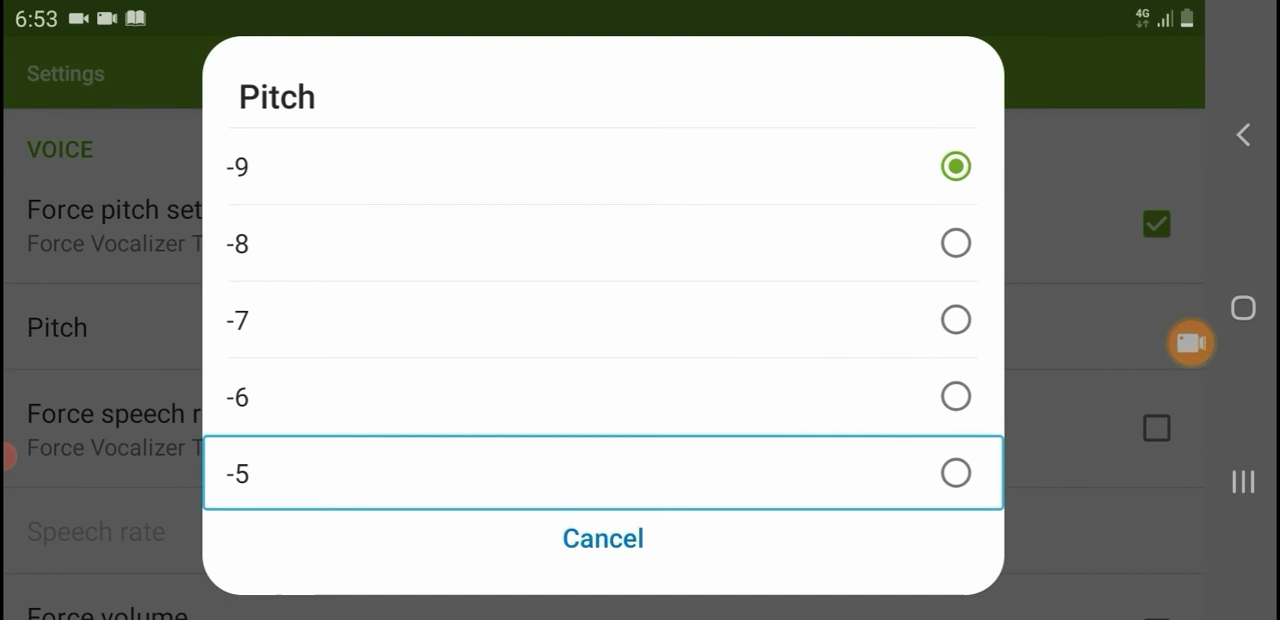 6:53
4G
Settings
Pitch
VOICE
-9
Force pitch set
Force Vocalizer T
-8
Pitch
-7
Force speech r
Force Vocalizer T
-6
-5
Speech rate
Cancel
Force volume